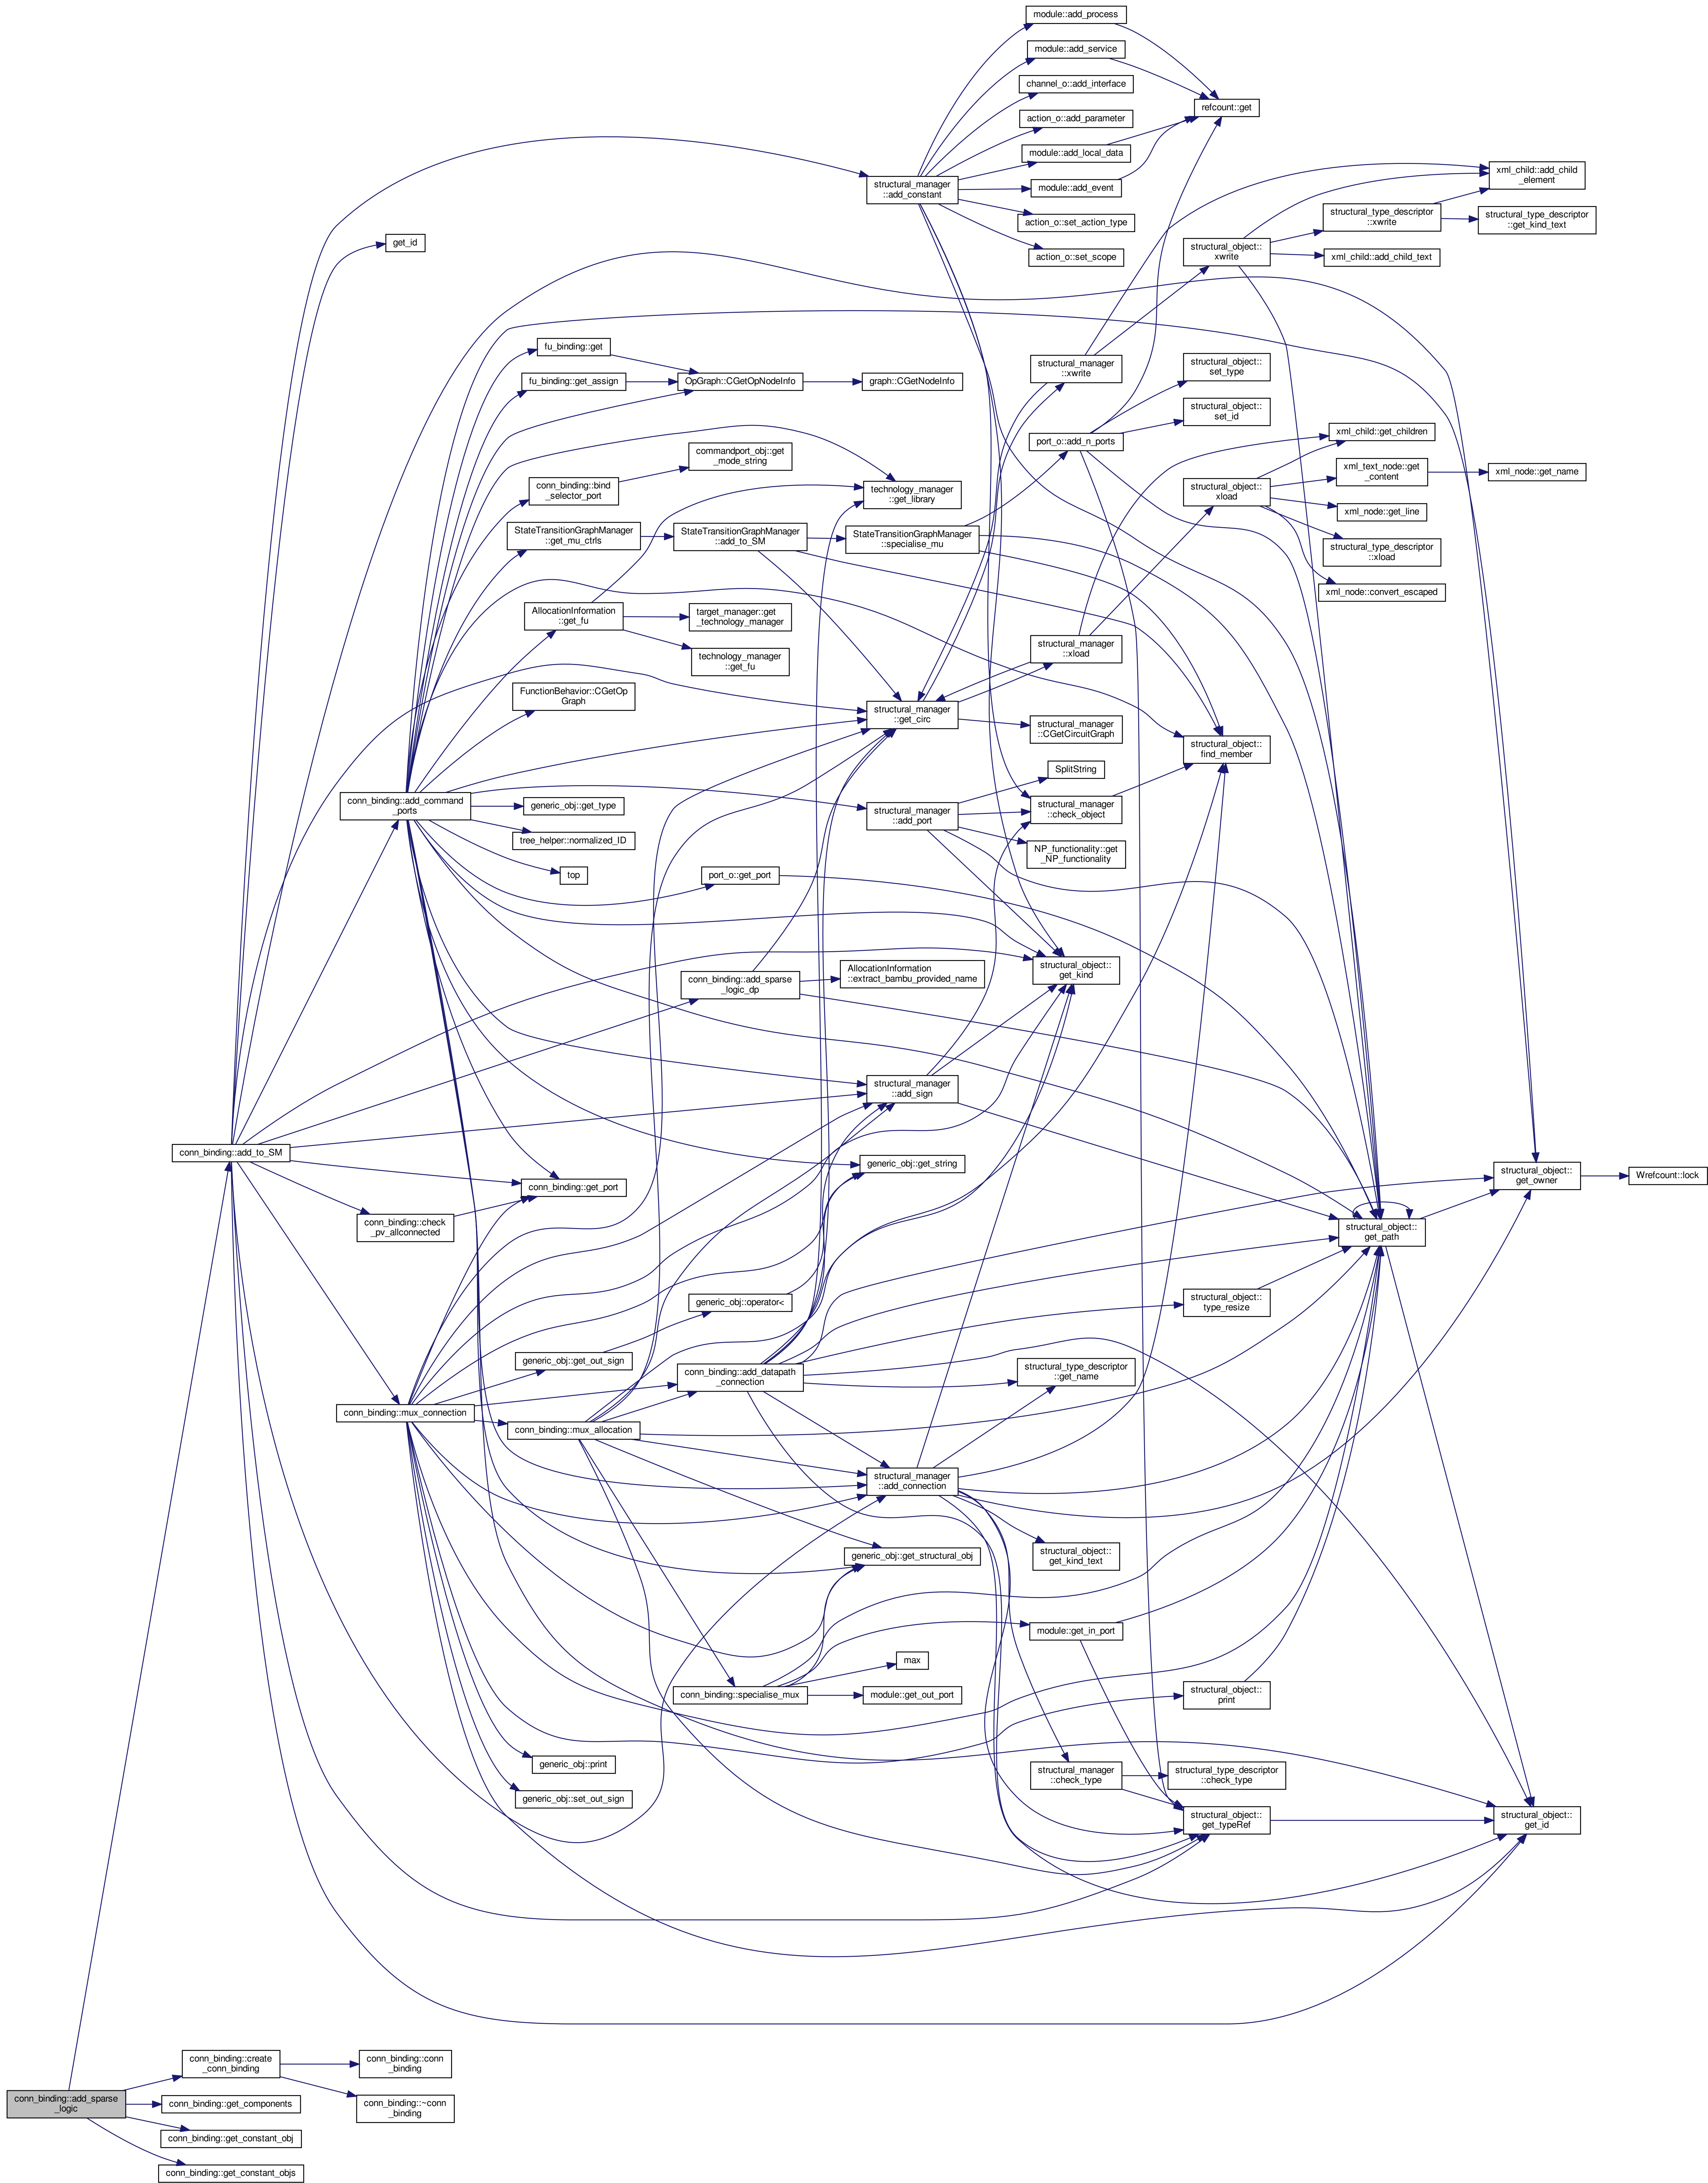 module::add_process
module::add_service
channel_o::add_interface
refcount::get
action_o::add_parameter
module::add_local_data
module::add_event
structural_manager
::add_constant
xml_child::add_child
_element
structural_type_descriptor
::xwrite
structural_type_descriptor
::get_kind_text
action_o::set_action_type
get_id
structural_object::
xwrite
xml_child::add_child_text
action_o::set_scope
fu_binding::get
fu_binding::get_assign
OpGraph::CGetOpNodeInfo
graph::CGetNodeInfo
structural_manager
::xwrite
structural_object::
set_type
structural_object::
set_id
port_o::add_n_ports
xml_child::get_children
commandport_obj::get
_mode_string
xml_text_node::get
_content
xml_node::get_name
conn_binding::bind
_selector_port
technology_manager
::get_library
structural_object::
xload
xml_node::get_line
StateTransitionGraphManager
::get_mu_ctrls
StateTransitionGraphManager
::add_to_SM
StateTransitionGraphManager
::specialise_mu
structural_type_descriptor
::xload
xml_node::convert_escaped
AllocationInformation
::get_fu
target_manager::get
_technology_manager
technology_manager
::get_fu
structural_manager
::xload
FunctionBehavior::CGetOp
Graph
structural_manager
::get_circ
structural_manager
::CGetCircuitGraph
structural_object::
find_member
SplitString
conn_binding::add_command
_ports
generic_obj::get_type
structural_manager
::add_port
structural_manager
::check_object
tree_helper::normalized_ID
NP_functionality::get
_NP_functionality
top
port_o::get_port
conn_binding::add_sparse
_logic_dp
AllocationInformation
::extract_bambu_provided_name
structural_object::
get_kind
structural_manager
::add_sign
conn_binding::add_to_SM
generic_obj::get_string
structural_object::
get_owner
Wrefcount::lock
conn_binding::get_port
conn_binding::check
_pv_allconnected
structural_object::
get_path
generic_obj::operator<
structural_object::
type_resize
generic_obj::get_out_sign
conn_binding::add_datapath
_connection
structural_type_descriptor
::get_name
conn_binding::mux_connection
conn_binding::mux_allocation
structural_manager
::add_connection
generic_obj::get_structural_obj
structural_object::
get_kind_text
module::get_in_port
max
conn_binding::specialise_mux
module::get_out_port
structural_object::
print
generic_obj::print
structural_manager
::check_type
structural_type_descriptor
::check_type
generic_obj::set_out_sign
structural_object::
get_typeRef
structural_object::
get_id
conn_binding::create
_conn_binding
conn_binding::conn
_binding
conn_binding::add_sparse
_logic
conn_binding::get_components
conn_binding::~conn
_binding
conn_binding::get_constant_obj
conn_binding::get_constant_objs